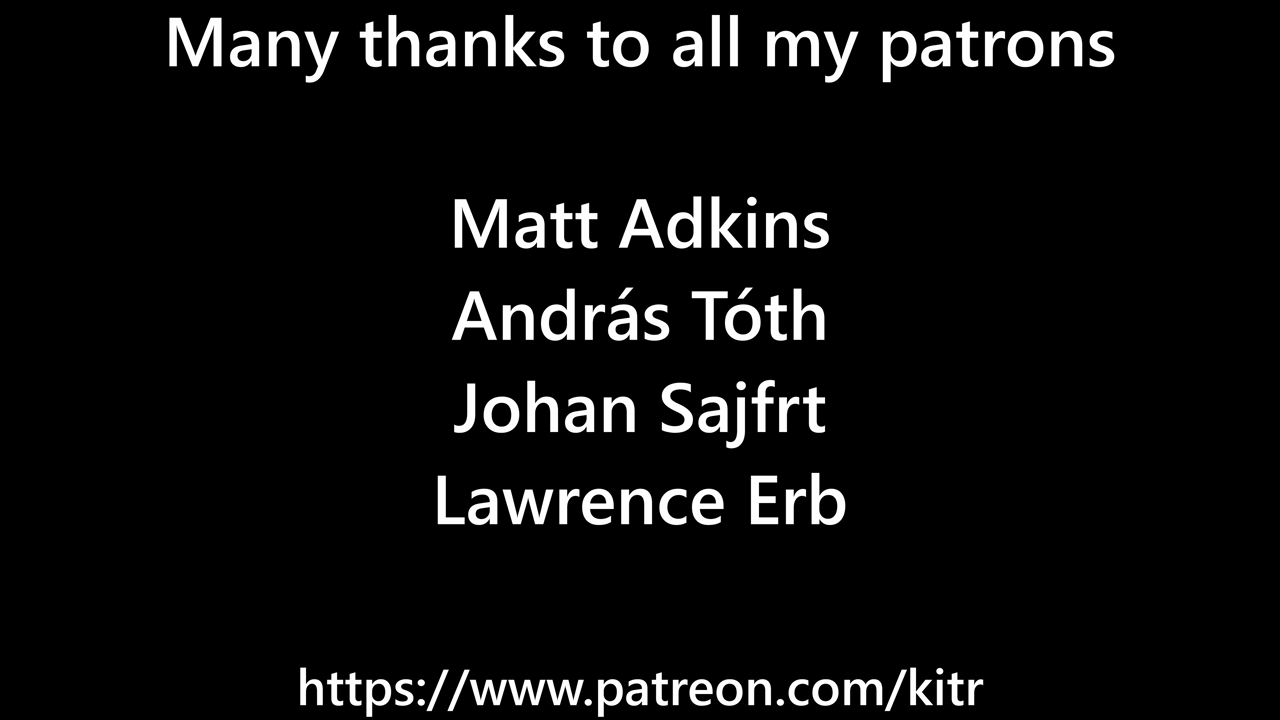 Many thanks to all my patrons
Matt Adkins
András Tóth
Johan Sajfrt
Lawrence Erb
https://www.patreon.com/kitr